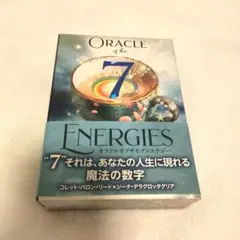 ORACLE
of the
7
ENERGIES
オラクルオブザセブンエナジー
“7”それは、あなたの人生に現れる
魔法の数字
コレット・バロン・リード&ジーナ・デラグロッタグリア